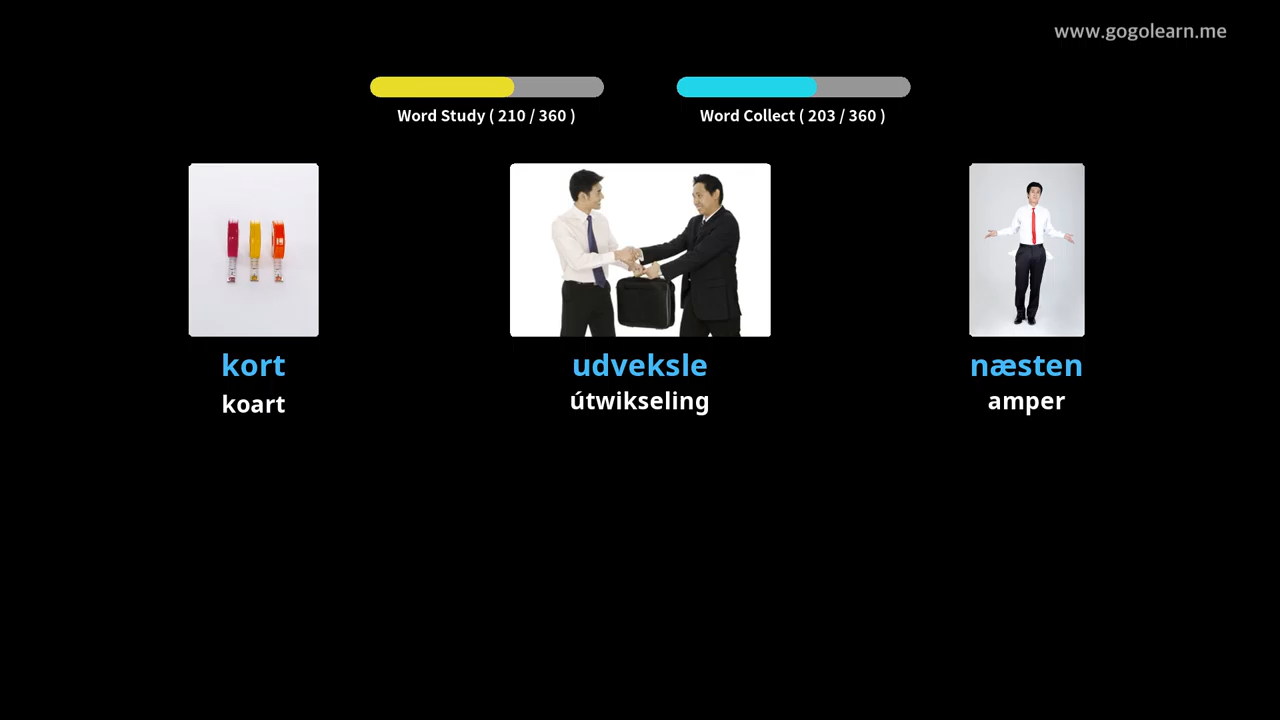 www.gogolearn.me
Word Study ( 210 / 360 )
Word Collect ( 203 / 360 )
kort
koart
udveksle
útwikseling
næsten
amper